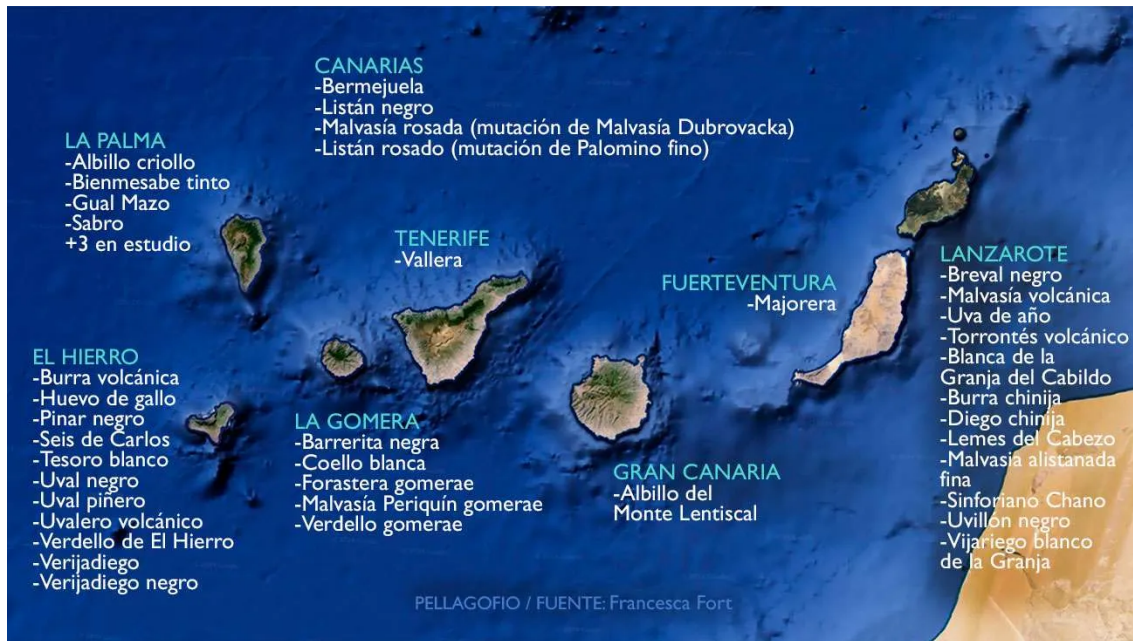 CANARIAS
-Bermejuela
-Listán negro
-Malvasía rosada (mutación de Malvasía Dubrovacka)
-Listán rosado (mutación de Palomino fino)
LA PALMA
-Albillo criollo
-Bienmesabe tinto
-Gual Mazo
-Sabro
+3 en estudio
TENERIFE
-Vallera
FUERTEVENTURA
-Majorera
LANZAROTE
-Breval negro
-Malvasía volcánica
-Uva de año
-Torrontés volcánico
-Blanca de la
Granja del Cabildo
-Burra chinija
-Diego chinija
-Lemes del Cabezo
-Malvasia alistanada
fina
-Sinforiano Chano
-Uvillón negro
-Vijariego blanco
de la Granja
EL HIERRO
-Burra volcánica
-Huevo de gallo
-Pinar negro
-Seis de Carlos
-Tesoro blanco
-Uval negro
-Uval piñero
-Uvalero volcánico
-Verdello de El Hierro
-Verijadiego
-Verijadiego negro
LA GOMERA
-Barrerita negra
-Coello blanca
-Forastera gomerae
-Malvasía Periquín gomerae
-Verdello gomerae
GRAN CANARIA
-Albillo del
Monte Lentiscal
PELLAGOFIO / FUENTE: Francesca Fort